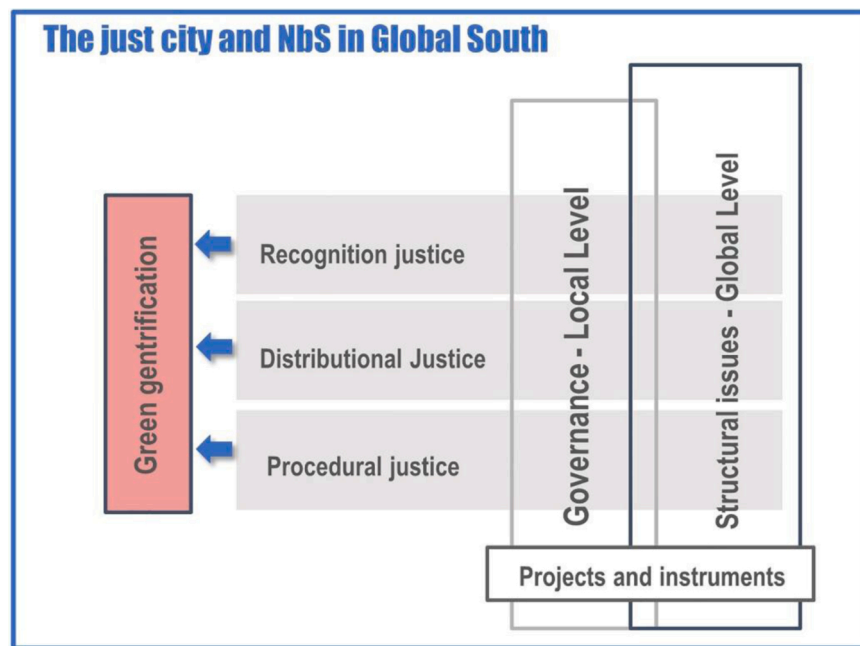 The just city and NbS in Global South
Green gentrification
Recognition justice
Distributional Justice
Procedural justice
Governance - Local Level
Structural issues - Global Level
Projects and instruments